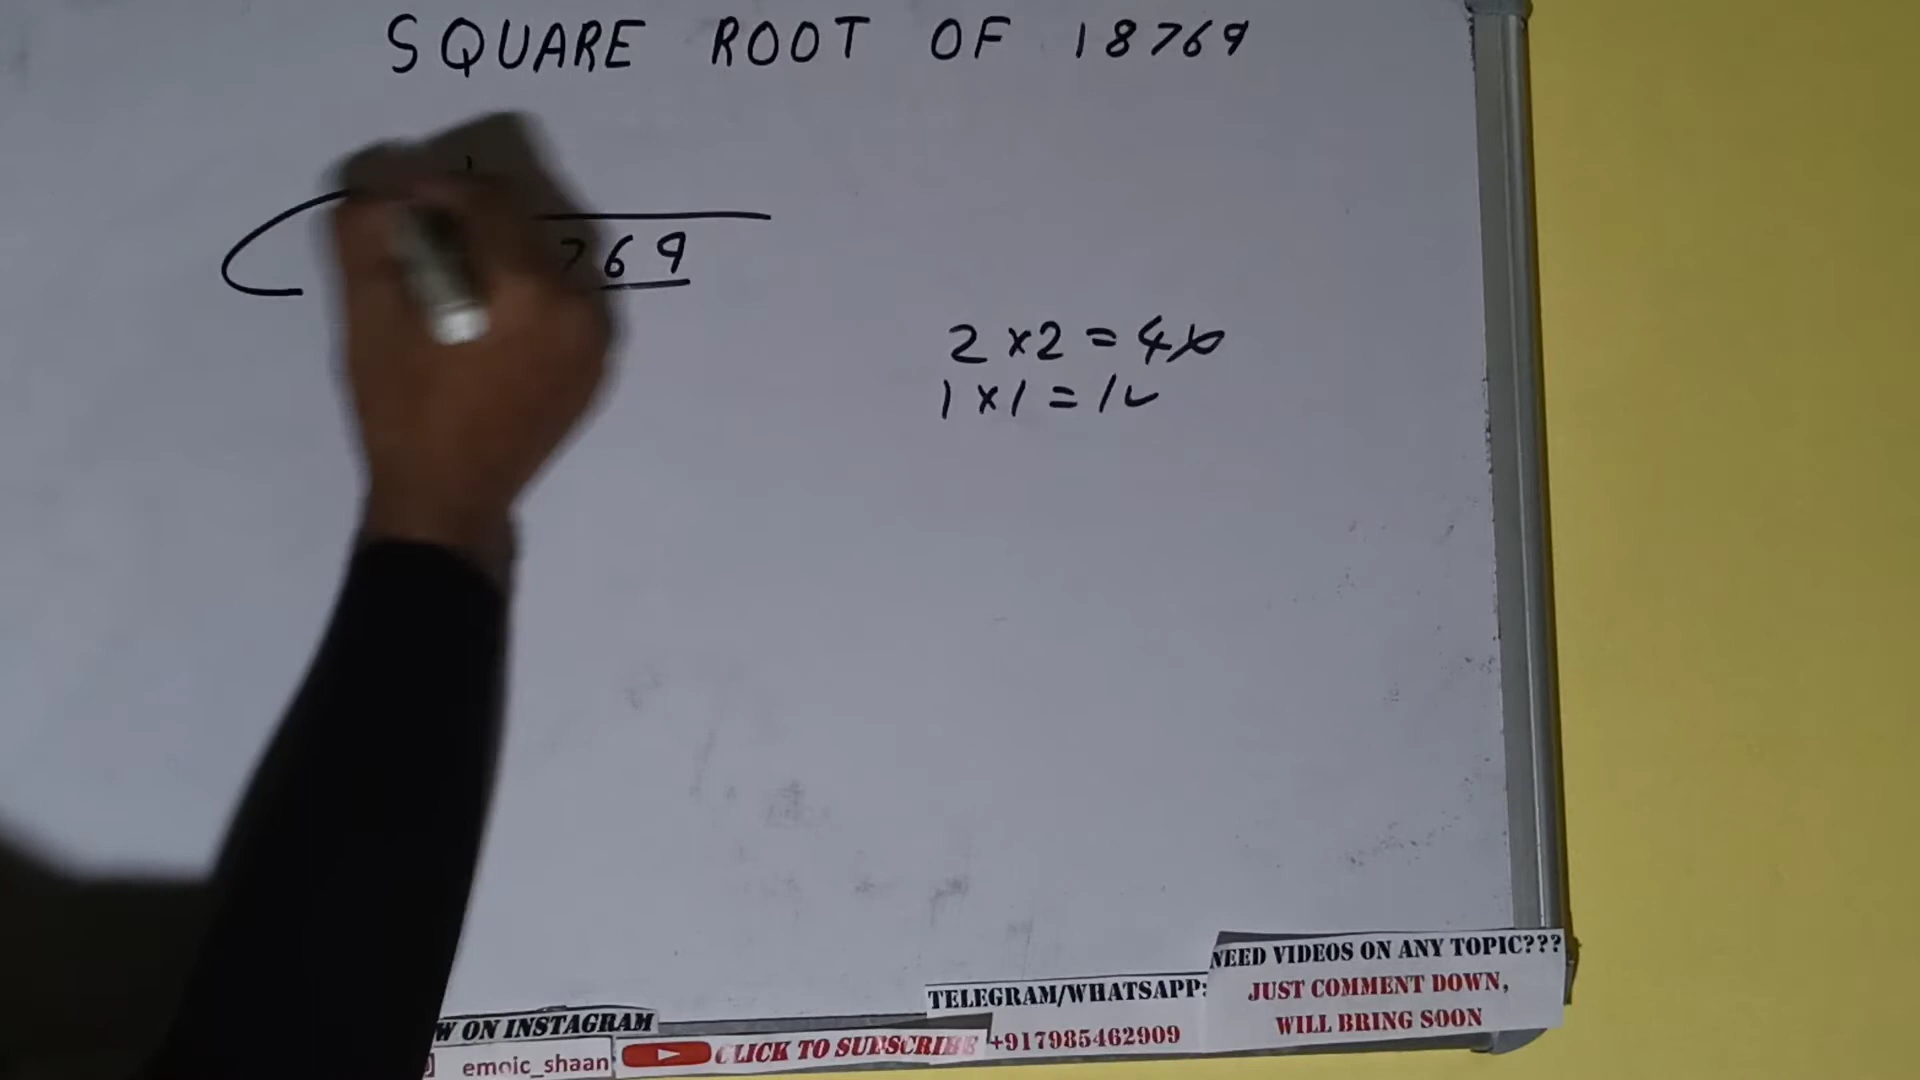 SQUARE ROOT OF 18769
1
769
2 × 2 = 4 ×
1 × 1 = 1 ✓
NEED VIDEOS ON ANY TOPIC???
JUST COMMENT DOWN,
WILL BRING SOON
TELEGRAM/WHATSAPP:
+917985462909
W ON INSTAGRAM
emoic_shaan
CLICK TO SUBSCRIBE